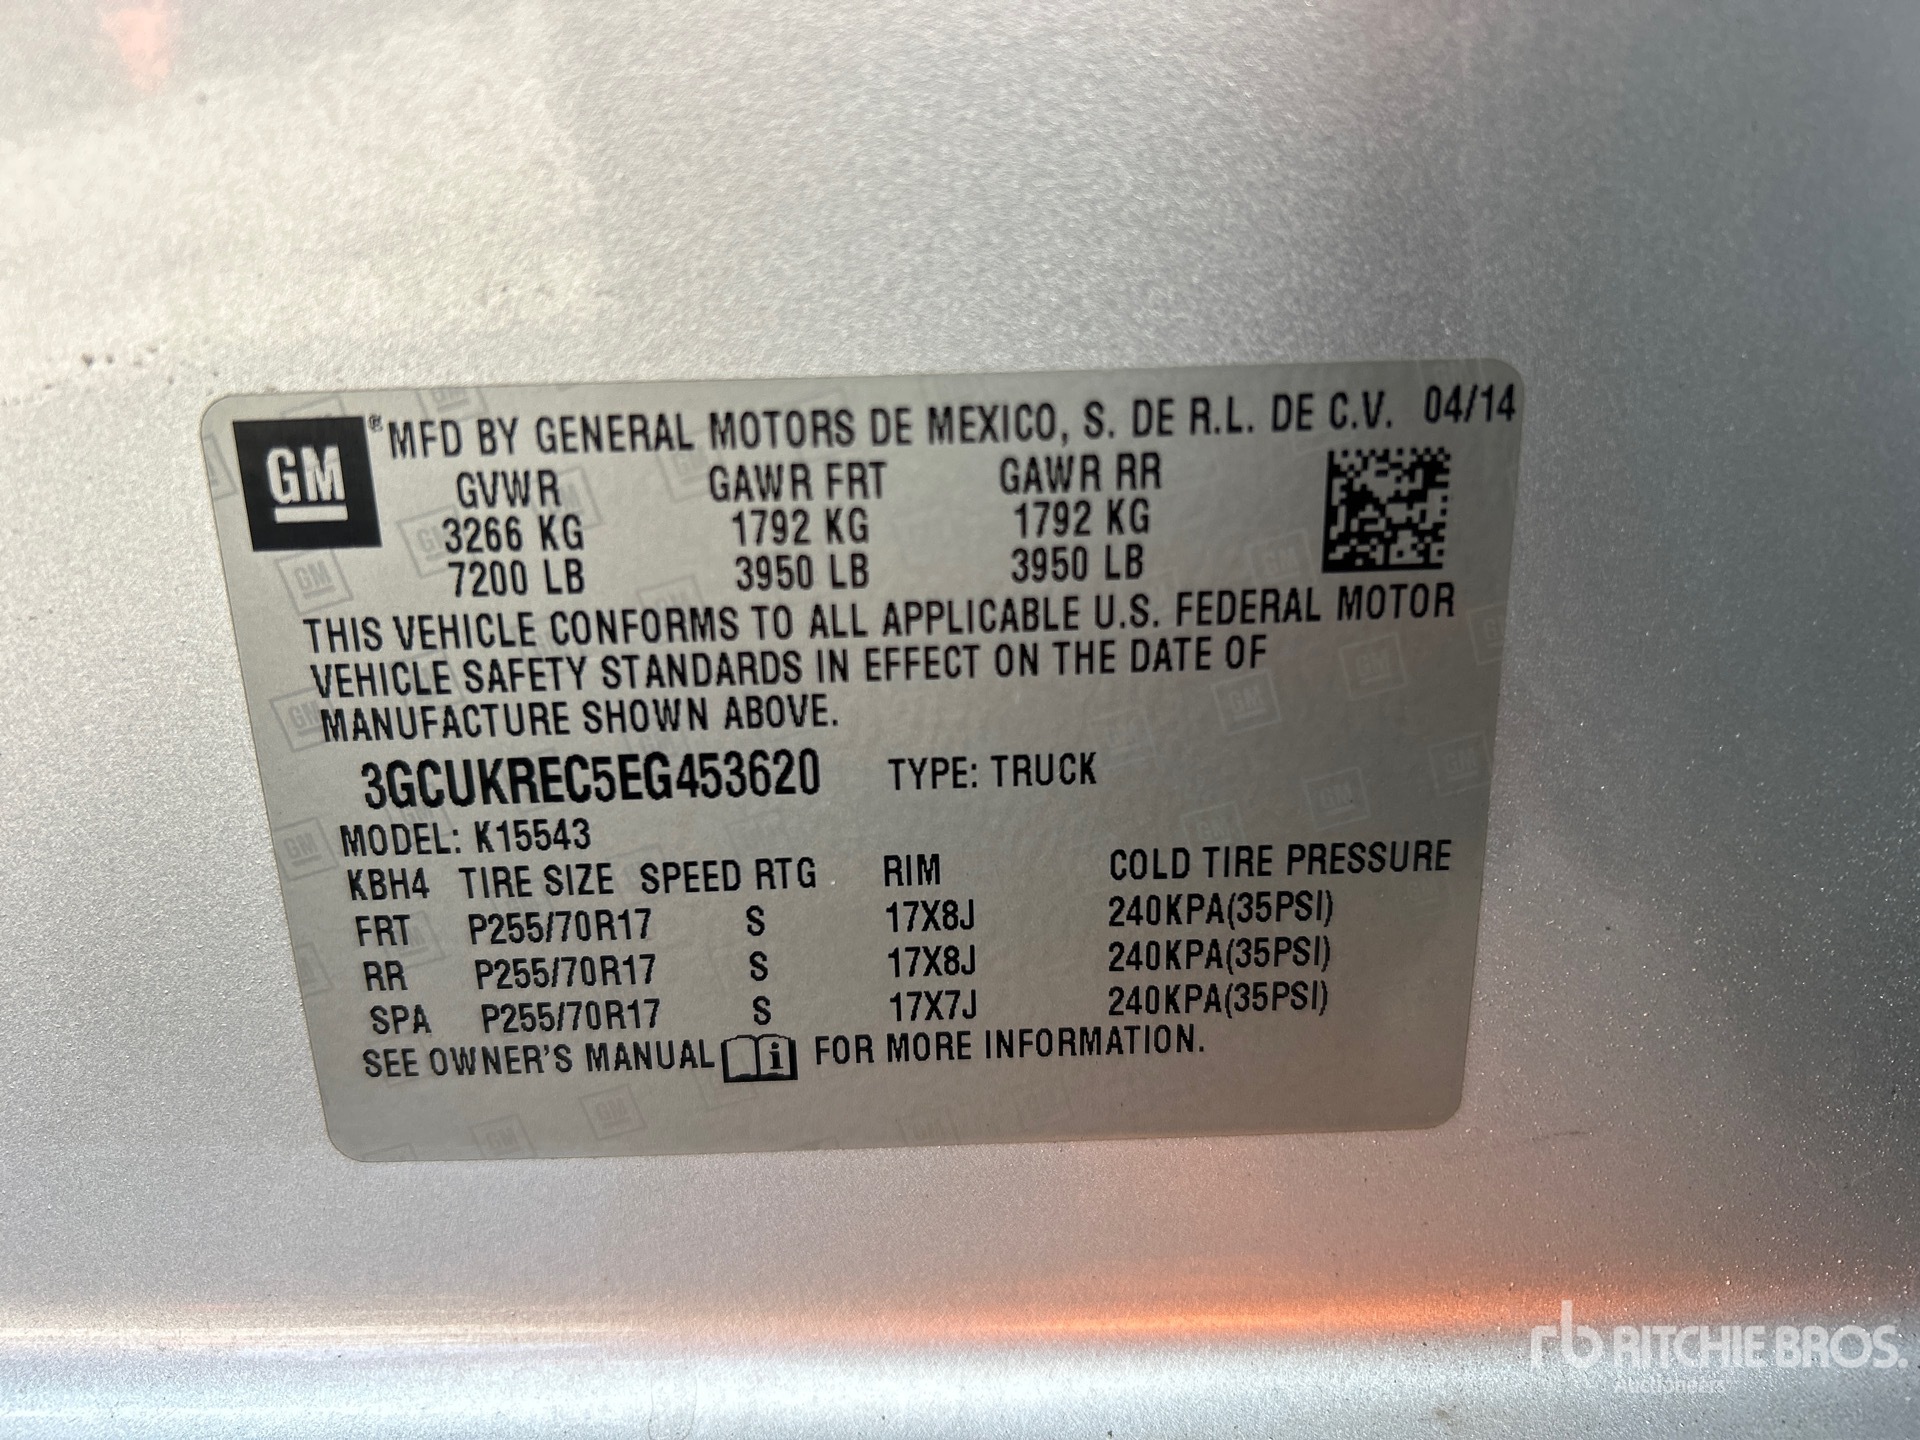 GM ® MFD BY GENERAL MOTORS DE MEXICO, S. DE R.L. DE C.V. 04/14
GVWR GAWR FRT GAWR RR
3266 KG 1792 KG 1792 KG
7200 LB 3950 LB 3950 LB
THIS VEHICLE CONFORMS TO ALL APPLICABLE U.S. FEDERAL MOTOR
VEHICLE SAFETY STANDARDS IN EFFECT ON THE DATE OF
MANUFACTURE SHOWN ABOVE.
3GCUKREC5EG453620 TYPE: TRUCK
MODEL: K15543
KBH4 TIRE SIZE SPEED RTG RIM COLD TIRE PRESSURE
FRT P255/70R17 S 17X8J 240KPA(35PSI)
RR P255/70R17 S 17X8J 240KPA(35PSI)
SPA P255/70R17 S 17X7J 240KPA(35PSI)
SEE OWNER'S MANUAL i FOR MORE INFORMATION.
rb RITCHIE BROS.
Auctioneers